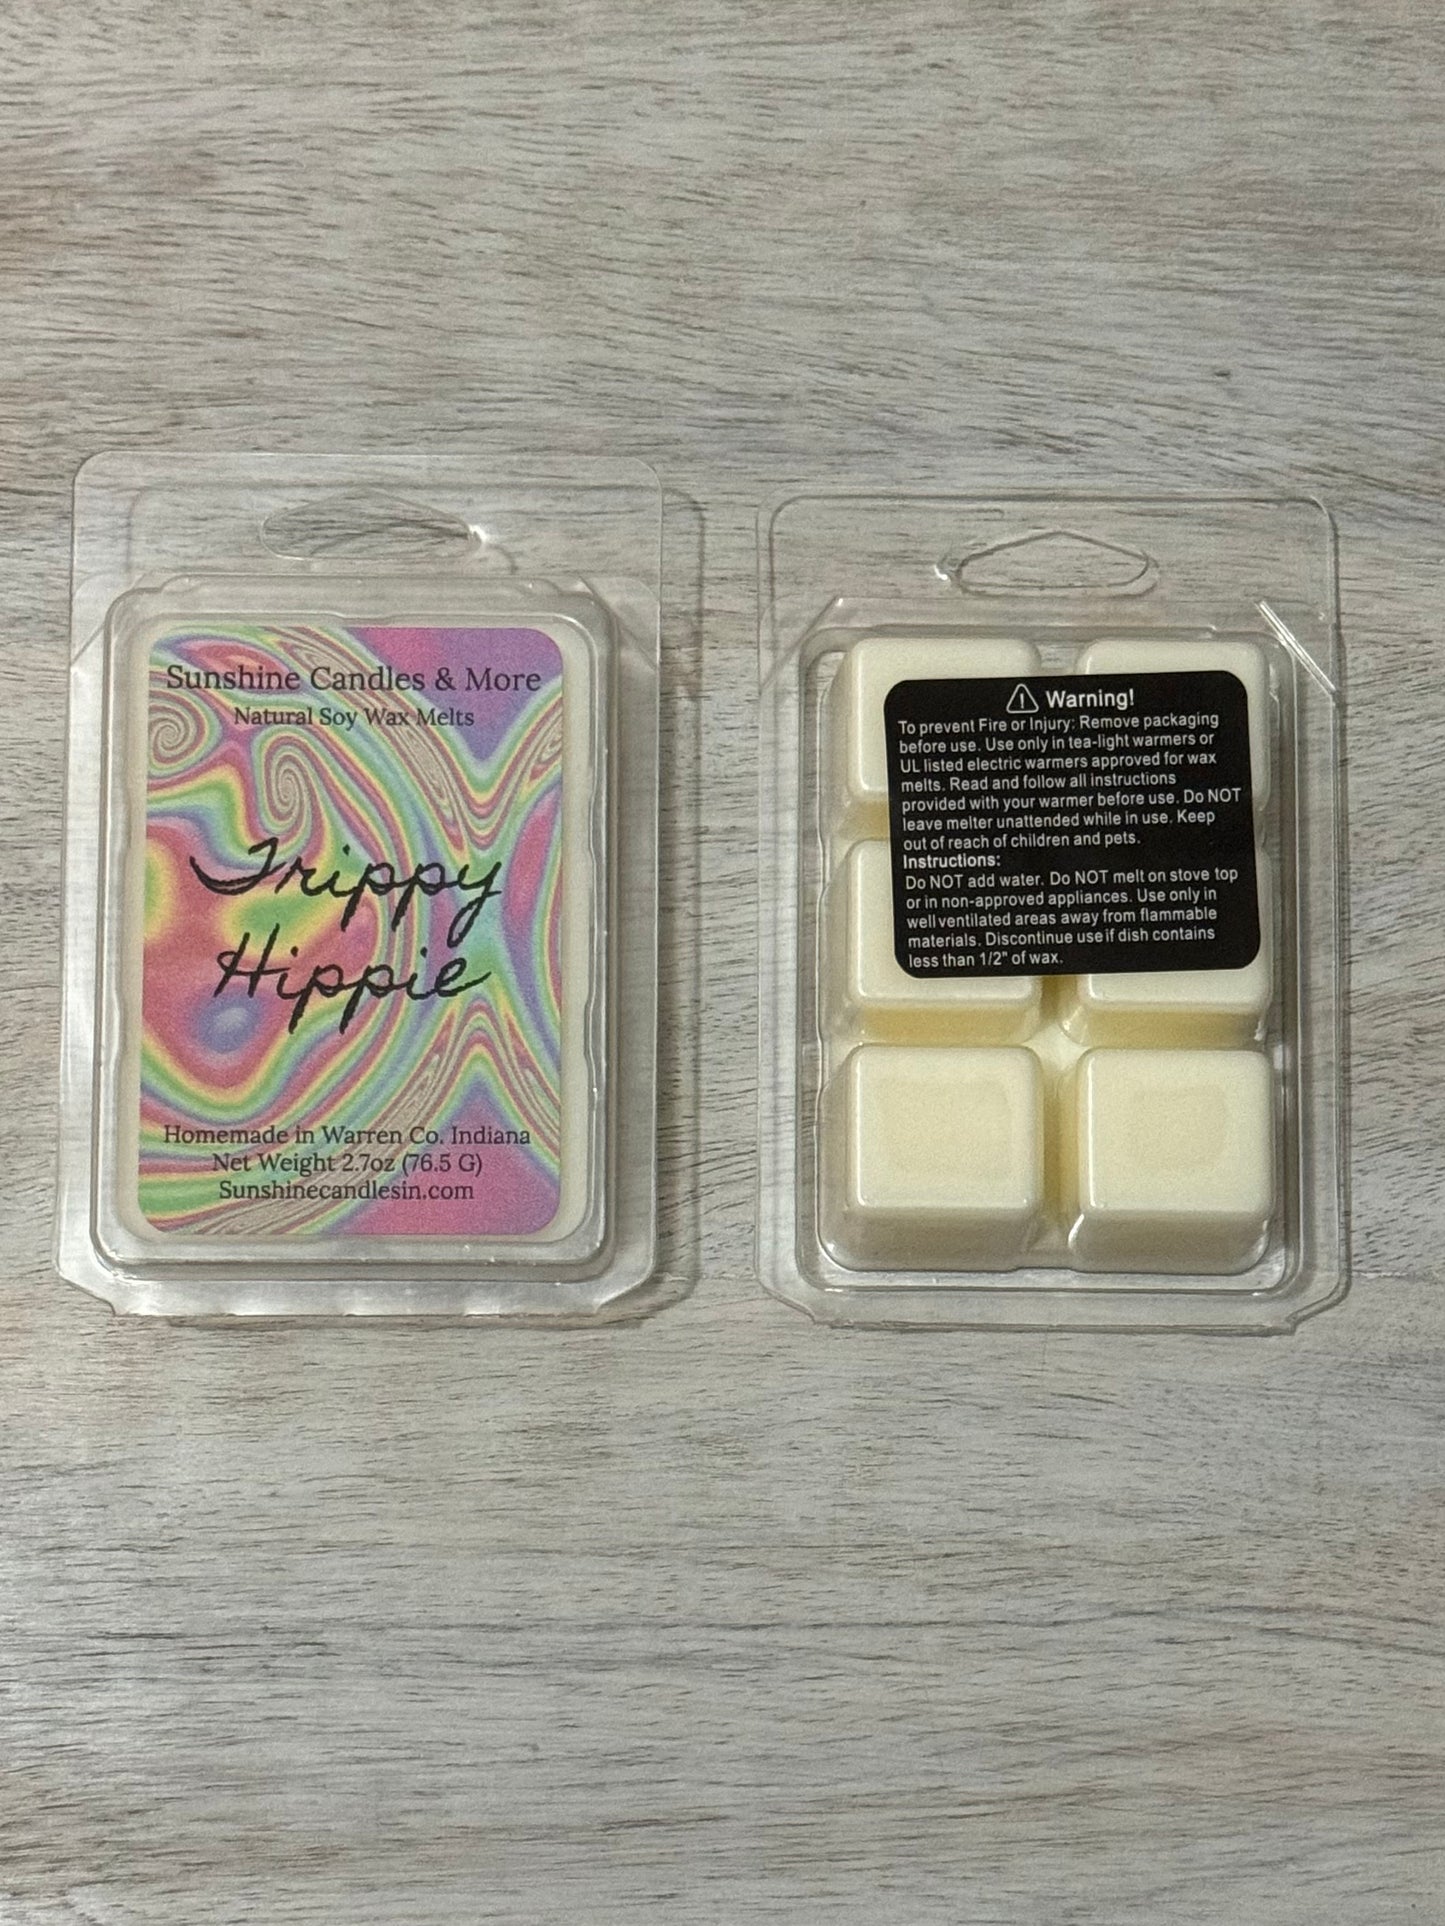 Sunshine Candles & More
Natural Soy Wax Melts
Trippy
Hippie
Homemade in Warren Co. Indiana
Net Weight 2.7oz (76.5 G)
Sunshinecandlesin.com
Warning!
To prevent Fire or Injury: Remove packaging
before use. Use only in tea-light warmers or
UL listed electric warmers approved for wax
melts. Read and follow all instructions
provided with your warmer before use. Do NOT
leave melter unattended while in use. Keep
out of reach of children and pets.
Instructions:
Do NOT add water. Do NOT melt on stove top
or in non-approved appliances. Use only in
well ventilated areas away from flammable
materials. Discontinue use if dish contains
less than 1/2" of wax.